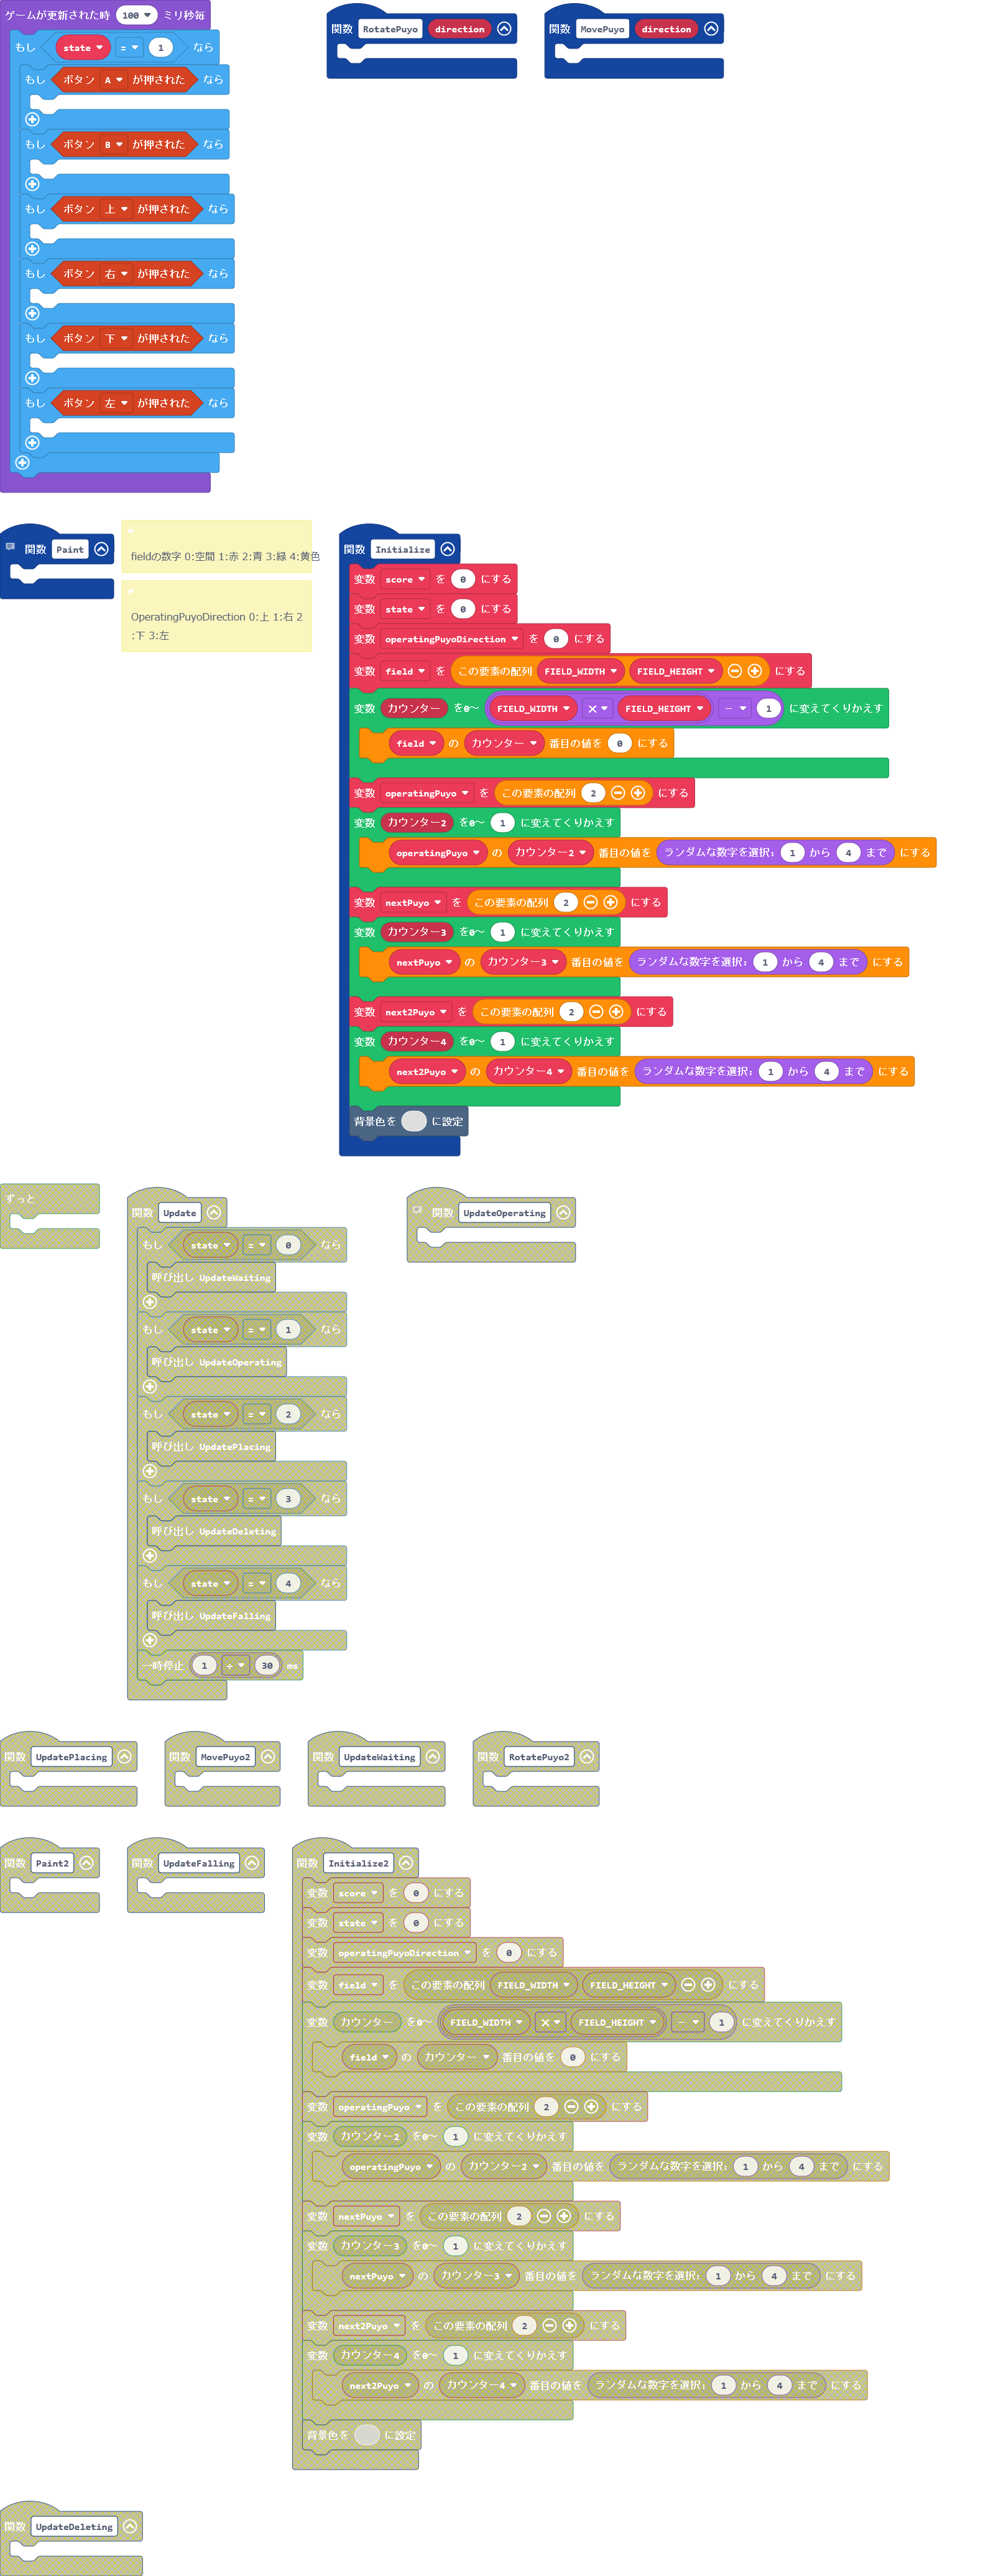 ゲームが更新された時 100 ミリ秒毎
もし state = 1 なら
もし ボタン A が押された なら
もし ボタン B が押された なら
もし ボタン 上 が押された なら
もし ボタン 右 が押された なら
もし ボタン 下 が押された なら
もし ボタン 左 が押された なら
関数 RotatePuyo direction
関数 MovePuyo direction
関数 Paint
fieldの数字 0:空間 1:赤 2:青 3:緑 4:黄色
OperatingPuyoDirection 0:上 1:右 2
:下 3:左
関数 Initialize
変数 score を 0 にする
変数 state を 0 にする
変数 operatingPuyoDirection を 0 にする
変数 field を この要素の配列 FIELD_WIDTH FIELD_HEIGHT にする
変数 カウンター を0～ FIELD_WIDTH × FIELD_HEIGHT - 1 に変えてくりかえす
field の カウンター 番目の値を 0 にする
変数 operatingPuyo を この要素の配列 2 にする
変数 カウンター2 を0～ 1 に変えてくりかえす
operatingPuyo の カウンター2 番目の値を ランダムな数字を選択: 1 から 4 まで にする
変数 nextPuyo を この要素の配列 2 にする
変数 カウンター3 を0～ 1 に変えてくりかえす
nextPuyo の カウンター3 番目の値を ランダムな数字を選択: 1 から 4 まで にする
変数 next2Puyo を この要素の配列 2 にする
変数 カウンター4 を0～ 1 に変えてくりかえす
next2Puyo の カウンター4 番目の値を ランダムな数字を選択: 1 から 4 まで にする
背景色を に設定
ずっと
関数 Update
もし state = 0 なら
呼び出し UpdateWaiting
もし state = 1 なら
呼び出し UpdateOperating
もし state = 2 なら
呼び出し UpdatePlacing
もし state = 3 なら
呼び出し UpdateDeleting
もし state = 4 なら
呼び出し UpdateFalling
一時停止 1 ÷ 30 ms
関数 UpdateOperating
関数 UpdatePlacing
関数 MovePuyo2
関数 UpdateWaiting
関数 RotatePuyo2
関数 Paint2
関数 UpdateFalling
関数 Initialize2
変数 score を 0 にする
変数 state を 0 にする
変数 operatingPuyoDirection を 0 にする
変数 field を この要素の配列 FIELD_WIDTH FIELD_HEIGHT にする
変数 カウンター を0～ FIELD_WIDTH × FIELD_HEIGHT - 1 に変えてくりかえす
field の カウンター 番目の値を 0 にする
変数 operatingPuyo を この要素の配列 2 にする
変数 カウンター2 を0～ 1 に変えてくりかえす
operatingPuyo の カウンター2 番目の値を ランダムな数字を選択: 1 から 4 まで にする
変数 nextPuyo を この要素の配列 2 にする
変数 カウンター3 を0～ 1 に変えてくりかえす
nextPuyo の カウンター3 番目の値を ランダムな数字を選択: 1 から 4 まで にする
変数 next2Puyo を この要素の配列 2 にする
変数 カウンター4 を0～ 1 に変えてくりかえす
next2Puyo の カウンター4 番目の値を ランダムな数字を選択: 1 から 4 まで にする
背景色を に設定
関数 UpdateDeleting